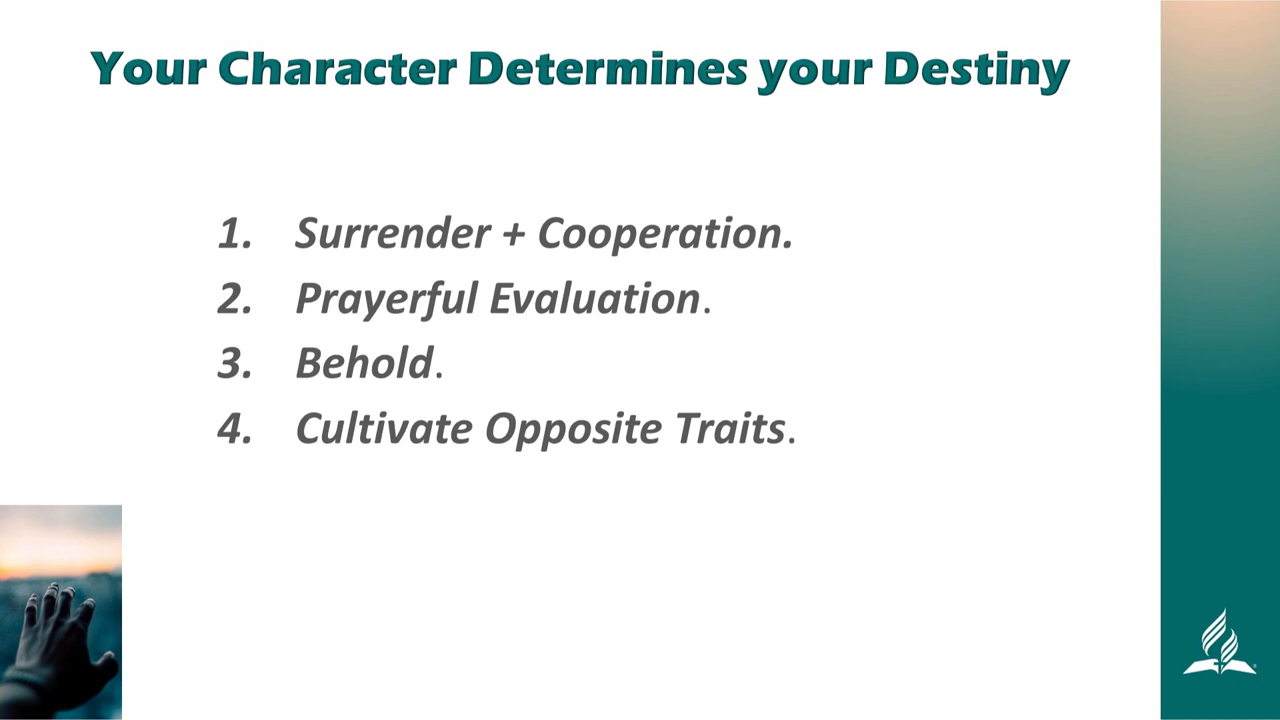 Your Character Determines your Destiny
1. Surrender + Cooperation.
2. Prayerful Evaluation.
3. Behold.
4. Cultivate Opposite Traits.